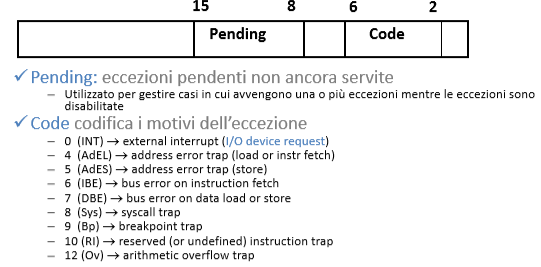 15 8 6 2
Pending Code
✓ Pending: eccezioni pendenti non ancora servite
– Utilizzato per gestire casi in cui avvengono una o più eccezioni mentre le eccezioni sono
disabilitate
✓ Code codifica i motivi dell'eccezione
– 0 (INT) → external interrupt (I/O device request)
– 4 (AdEL) → address error trap (load or instr fetch)
– 5 (AdES) → address error trap (store)
– 6 (IBE) → bus error on instruction fetch
– 7 (DBE) → bus error on data load or store
– 8 (Sys) → syscall trap
– 9 (Bp) → breakpoint trap
– 10 (RI) → reserved (or undefined) instruction trap
– 12 (Ov) → arithmetic overflow trap